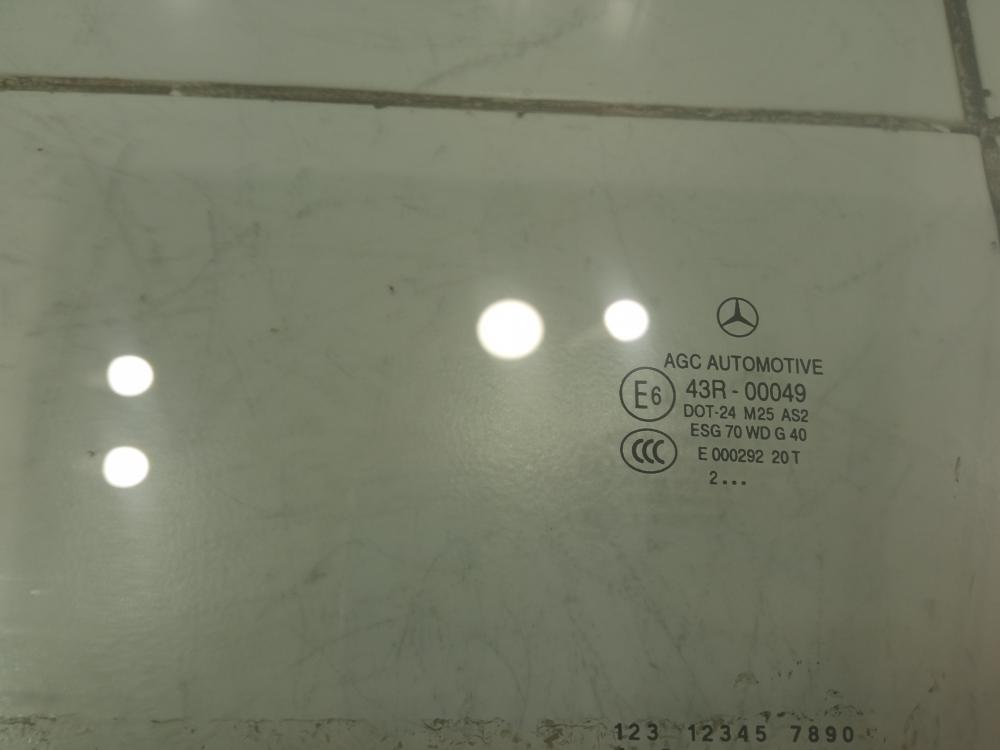 AGC AUTOMOTIVE
E6 43R - 00049
DOT-24 M25 AS2
ESG 70 WD G 40
CCC E 000292 20 T
2...
123 12345 7890